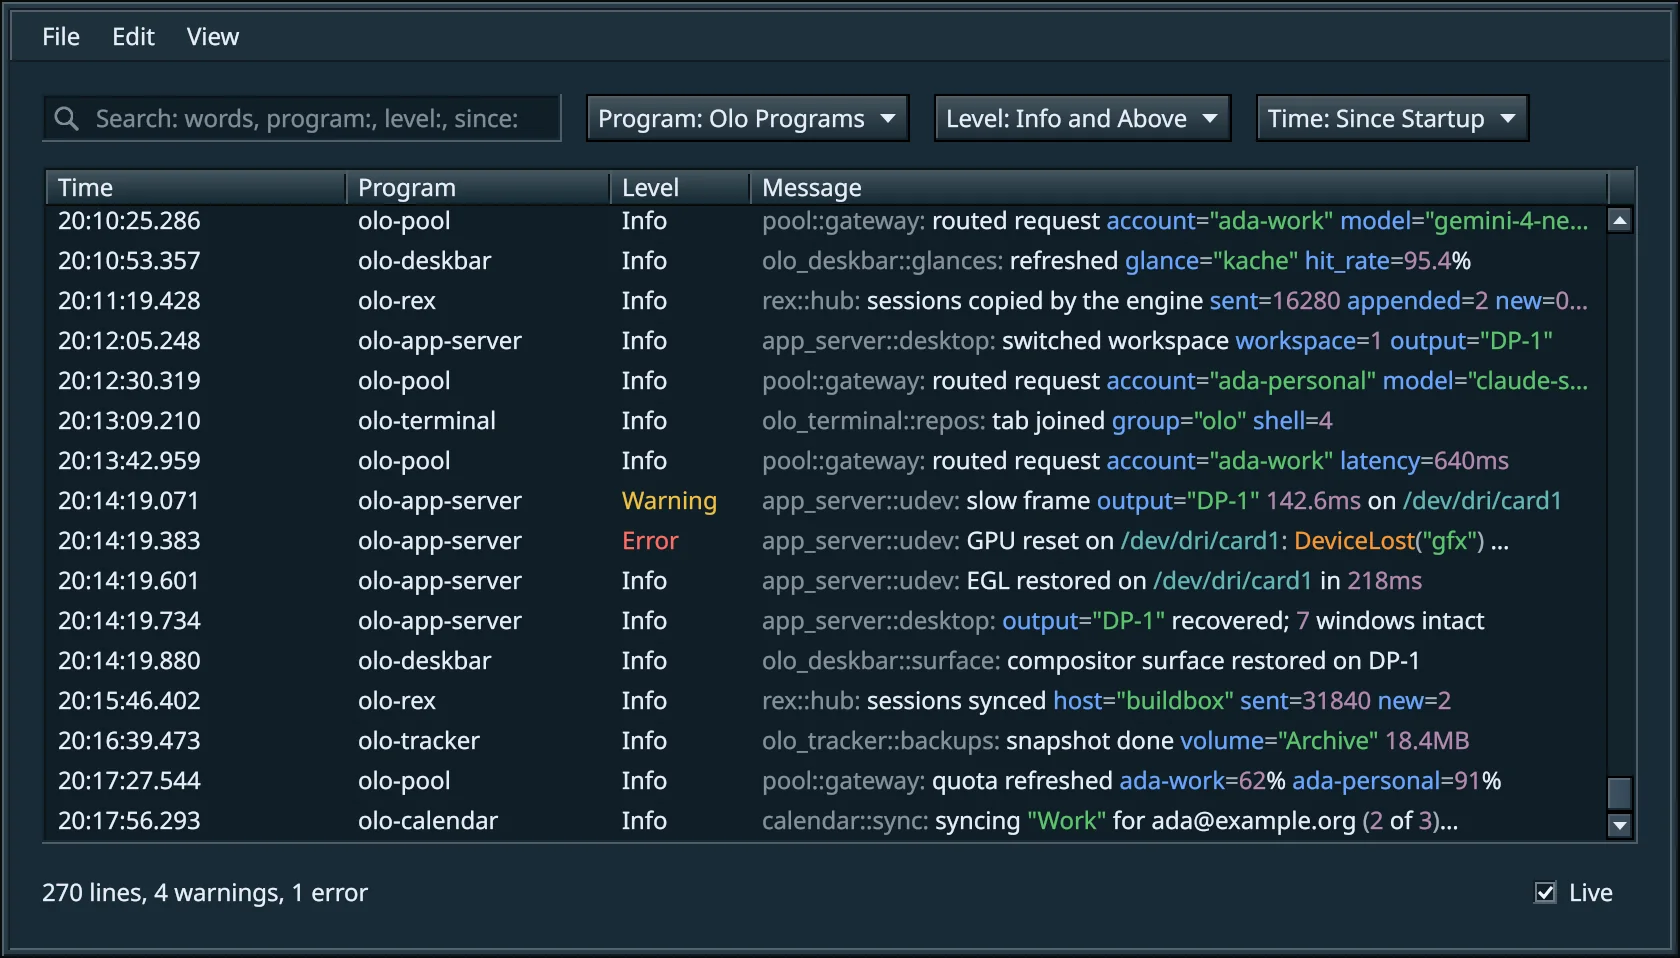 File Edit View
Search: words, program:, level:, since: Program: Olo Programs Level: Info and Above Time: Since Startup
Time Program Level Message
20:10:25.286 olo-pool Info pool::gateway: routed request account="ada-work" model="gemini-4-ne...
20:10:53.357 olo-deskbar Info olo_deskbar::glances: refreshed glance="kache" hit_rate=95.4%
20:11:19.428 olo-rex Info rex::hub: sessions copied by the engine sent=16280 appended=2 new=0...
20:12:05.248 olo-app-server Info app_server::desktop: switched workspace workspace=1 output="DP-1"
20:12:30.319 olo-pool Info pool::gateway: routed request account="ada-personal" model="claude-s...
20:13:09.210 olo-terminal Info olo_terminal::repos: tab joined group="olo" shell=4
20:13:42.959 olo-pool Info pool::gateway: routed request account="ada-work" latency=640ms
20:14:19.071 olo-app-server Warning app_server::udev: slow frame output="DP-1" 142.6ms on /dev/dri/card1
20:14:19.383 olo-app-server Error app_server::udev: GPU reset on /dev/dri/card1: DeviceLost("gfx") ...
20:14:19.601 olo-app-server Info app_server::udev: EGL restored on /dev/dri/card1 in 218ms
20:14:19.734 olo-app-server Info app_server::desktop: output="DP-1" recovered; 7 windows intact
20:14:19.880 olo-deskbar Info olo_deskbar::surface: compositor surface restored on DP-1
20:15:46.402 olo-rex Info rex::hub: sessions synced host="buildbox" sent=31840 new=2
20:16:39.473 olo-tracker Info olo_tracker::backups: snapshot done volume="Archive" 18.4MB
20:17:27.544 olo-pool Info pool::gateway: quota refreshed ada-work=62% ada-personal=91%
20:17:56.293 olo-calendar Info calendar::sync: syncing "Work" for ada@example.org (2 of 3)...
270 lines, 4 warnings, 1 error Live